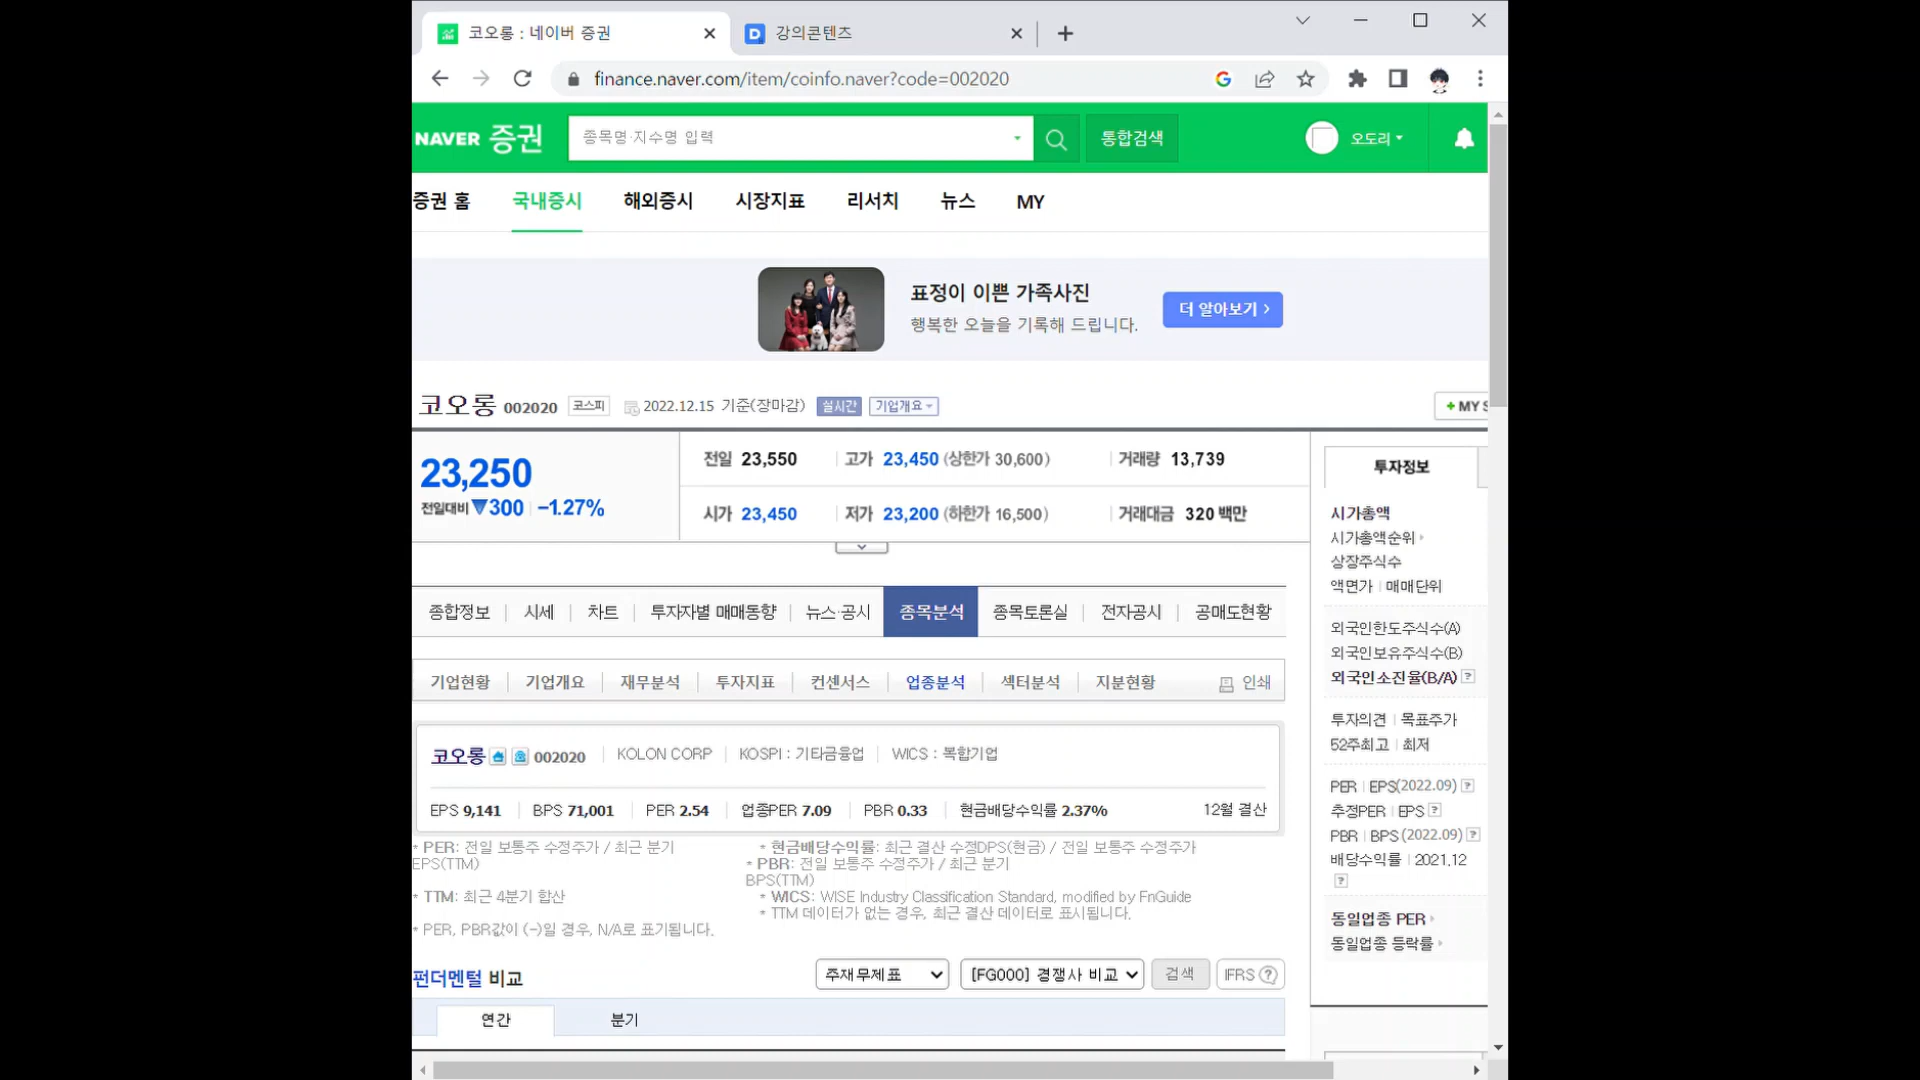 코오롱 : 네이버 증권
강의콘텐츠
finance.naver.com/item/coinfo.naver?code=002020
NAVER 증권
종목명·지수명 입력
통합검색
오도리
증권 홈 국내증시 해외증시 시장지표 리서치 뉴스 MY
표정이 이쁜 가족사진
행복한 오늘을 기록해 드립니다.
더 알아보기
코오롱 002020 코스피 2022.12.15 기준(장마감) 실시간 기업개요
+ MY S
23,250
전일대비 ▼300 -1.27%
전일 23,550 고가 23,450 (상한가 30,600) 거래량 13,739
시가 23,450 저가 23,200 (하한가 16,500) 거래대금 320 백만
종합정보 시세 차트 투자자별 매매동향 뉴스·공시 종목분석 종목토론실 전자공시 공매도현황
기업현황 기업개요 재무분석 투자지표 컨센서스 업종분석 섹터분석 지분현황 인쇄
코오롱 002020 KOLON CORP KOSPI : 기타금융업 WICS : 복합기업
EPS 9,141 BPS 71,001 PER 2.54 업종PER 7.09 PBR 0.33 현금배당수익률 2.37% 12월 결산
* PER: 전일 보통주 수정주가 / 최근 분기
EPS(TTM)
* TTM: 최근 4분기 합산
* PER, PBR값이 (-)일 경우, N/A로 표기됩니다.
* 현금배당수익률: 최근 결산 수정DPS(현금) / 전일 보통주 수정주가
* PBR: 전일 보통주 수정주가 / 최근 분기
BPS(TTM)
* WICS: WISE Industry Classification Standard, modified by FnGuide
* TTM 데이터가 없는 경우, 최근 결산 데이터로 표시됩니다.
펀더멘털 비교
주재무제표 [FG000] 경쟁사 비교 검색 IFRS ?
연간 분기
투자정보
시가총액
시가총액순위
상장주식수
액면가 매매단위
외국인한도주식수(A)
외국인보유주식수(B)
외국인소진율(B/A) ?
투자의견 목표주가
52주최고 최저
PER EPS(2022.09) ?
추정PER EPS ?
PBR BPS (2022.09) ?
배당수익률 2021.12
?
동일업종 PER
동일업종 등락률